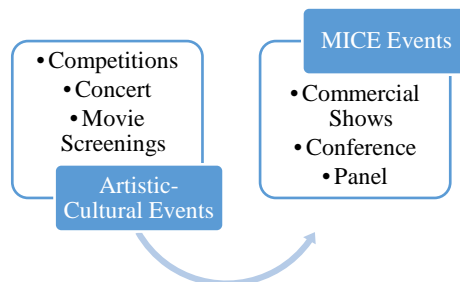 • Competitions
• Concert
• Movie
Screenings
Artistic-
Cultural Events
MICE Events
• Commercial
Shows
• Conference
• Panel